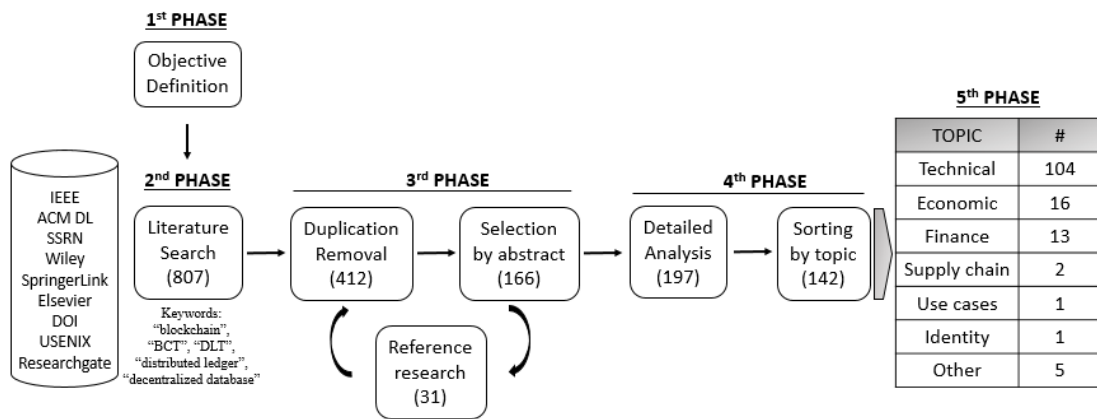 1st PHASE
Objective
Definition
IEEE
ACM DL
SSRN
Wiley
SpringerLink
Elsevier
DOI
USENIX
Researchgate
2nd PHASE
Literature
Search
(807)
Keywords:
“blockchain”,
“BCT”, “DLT”,
“distributed ledger”,
“decentralized database”
3rd PHASE
Duplication
Removal
(412)
Selection
by abstract
(166)
Reference
research
(31)
4th PHASE
Detailed
Analysis
(197)
Sorting
by topic
(142)
5th PHASE
TOPIC #
Technical 104
Economic 16
Finance 13
Supply chain 2
Use cases 1
Identity 1
Other 5